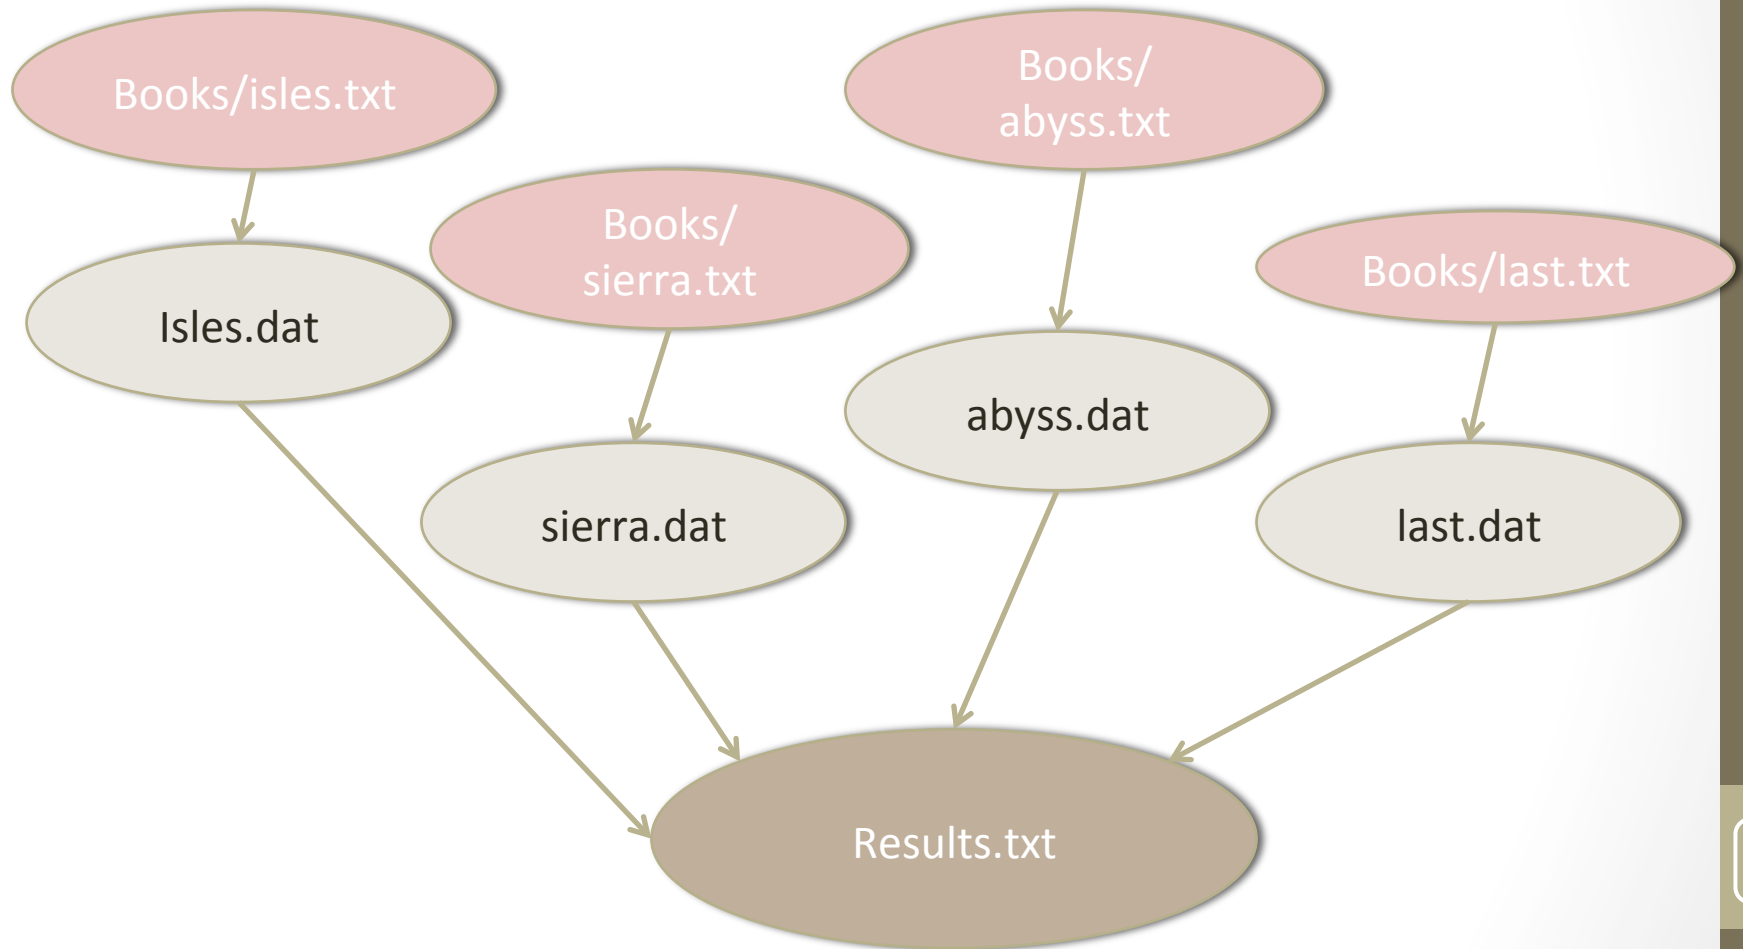 Books/isles.txt
Books/
abyss.txt
Books/
sierra.txt
Books/last.txt
Isles.dat
abyss.dat
sierra.dat
last.dat
Results.txt